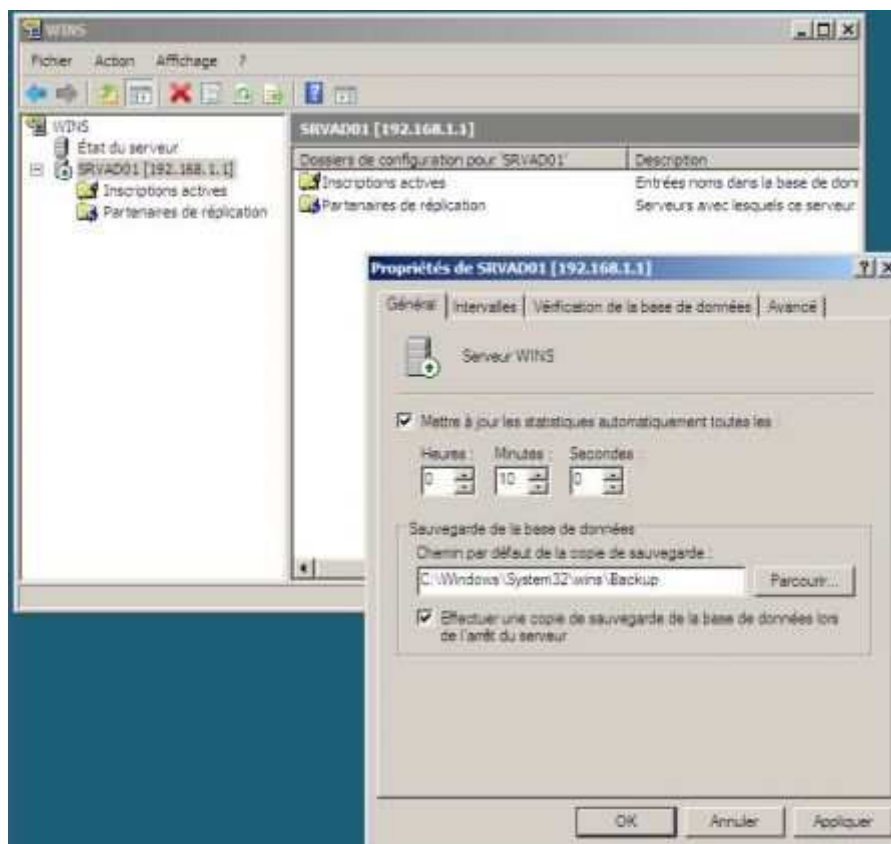 WINS
Fichier Action Affichage ?
WINS
État du serveur
SRVAD01 [192.168.1.1]
Inscriptions actives
Partenaires de réplication
SRVAD01 [192.168.1.1]
Dossiers de configuration pour 'SRVAD01' Description
Inscriptions actives Entrées noms dans la base de don
Partenaires de réplication Serveurs avec lesquels ce serveur
Propriétés de SRVAD01 [192.168.1.1]
Général Intervalles Vérification de la base de données Avancé
Serveur WINS
Mettre à jour les statistiques automatiquement toutes les :
Heures : Minutes : Secondes :
0 10 0
Sauvegarde de la base de données
Chemin par défaut de la copie de sauvegarde :
C:\Windows\System32\wins\Backup Parcourir...
Effectuer une copie de sauvegarde de la base de données lors
de l'arrêt du serveur
OK Annuler Appliquer